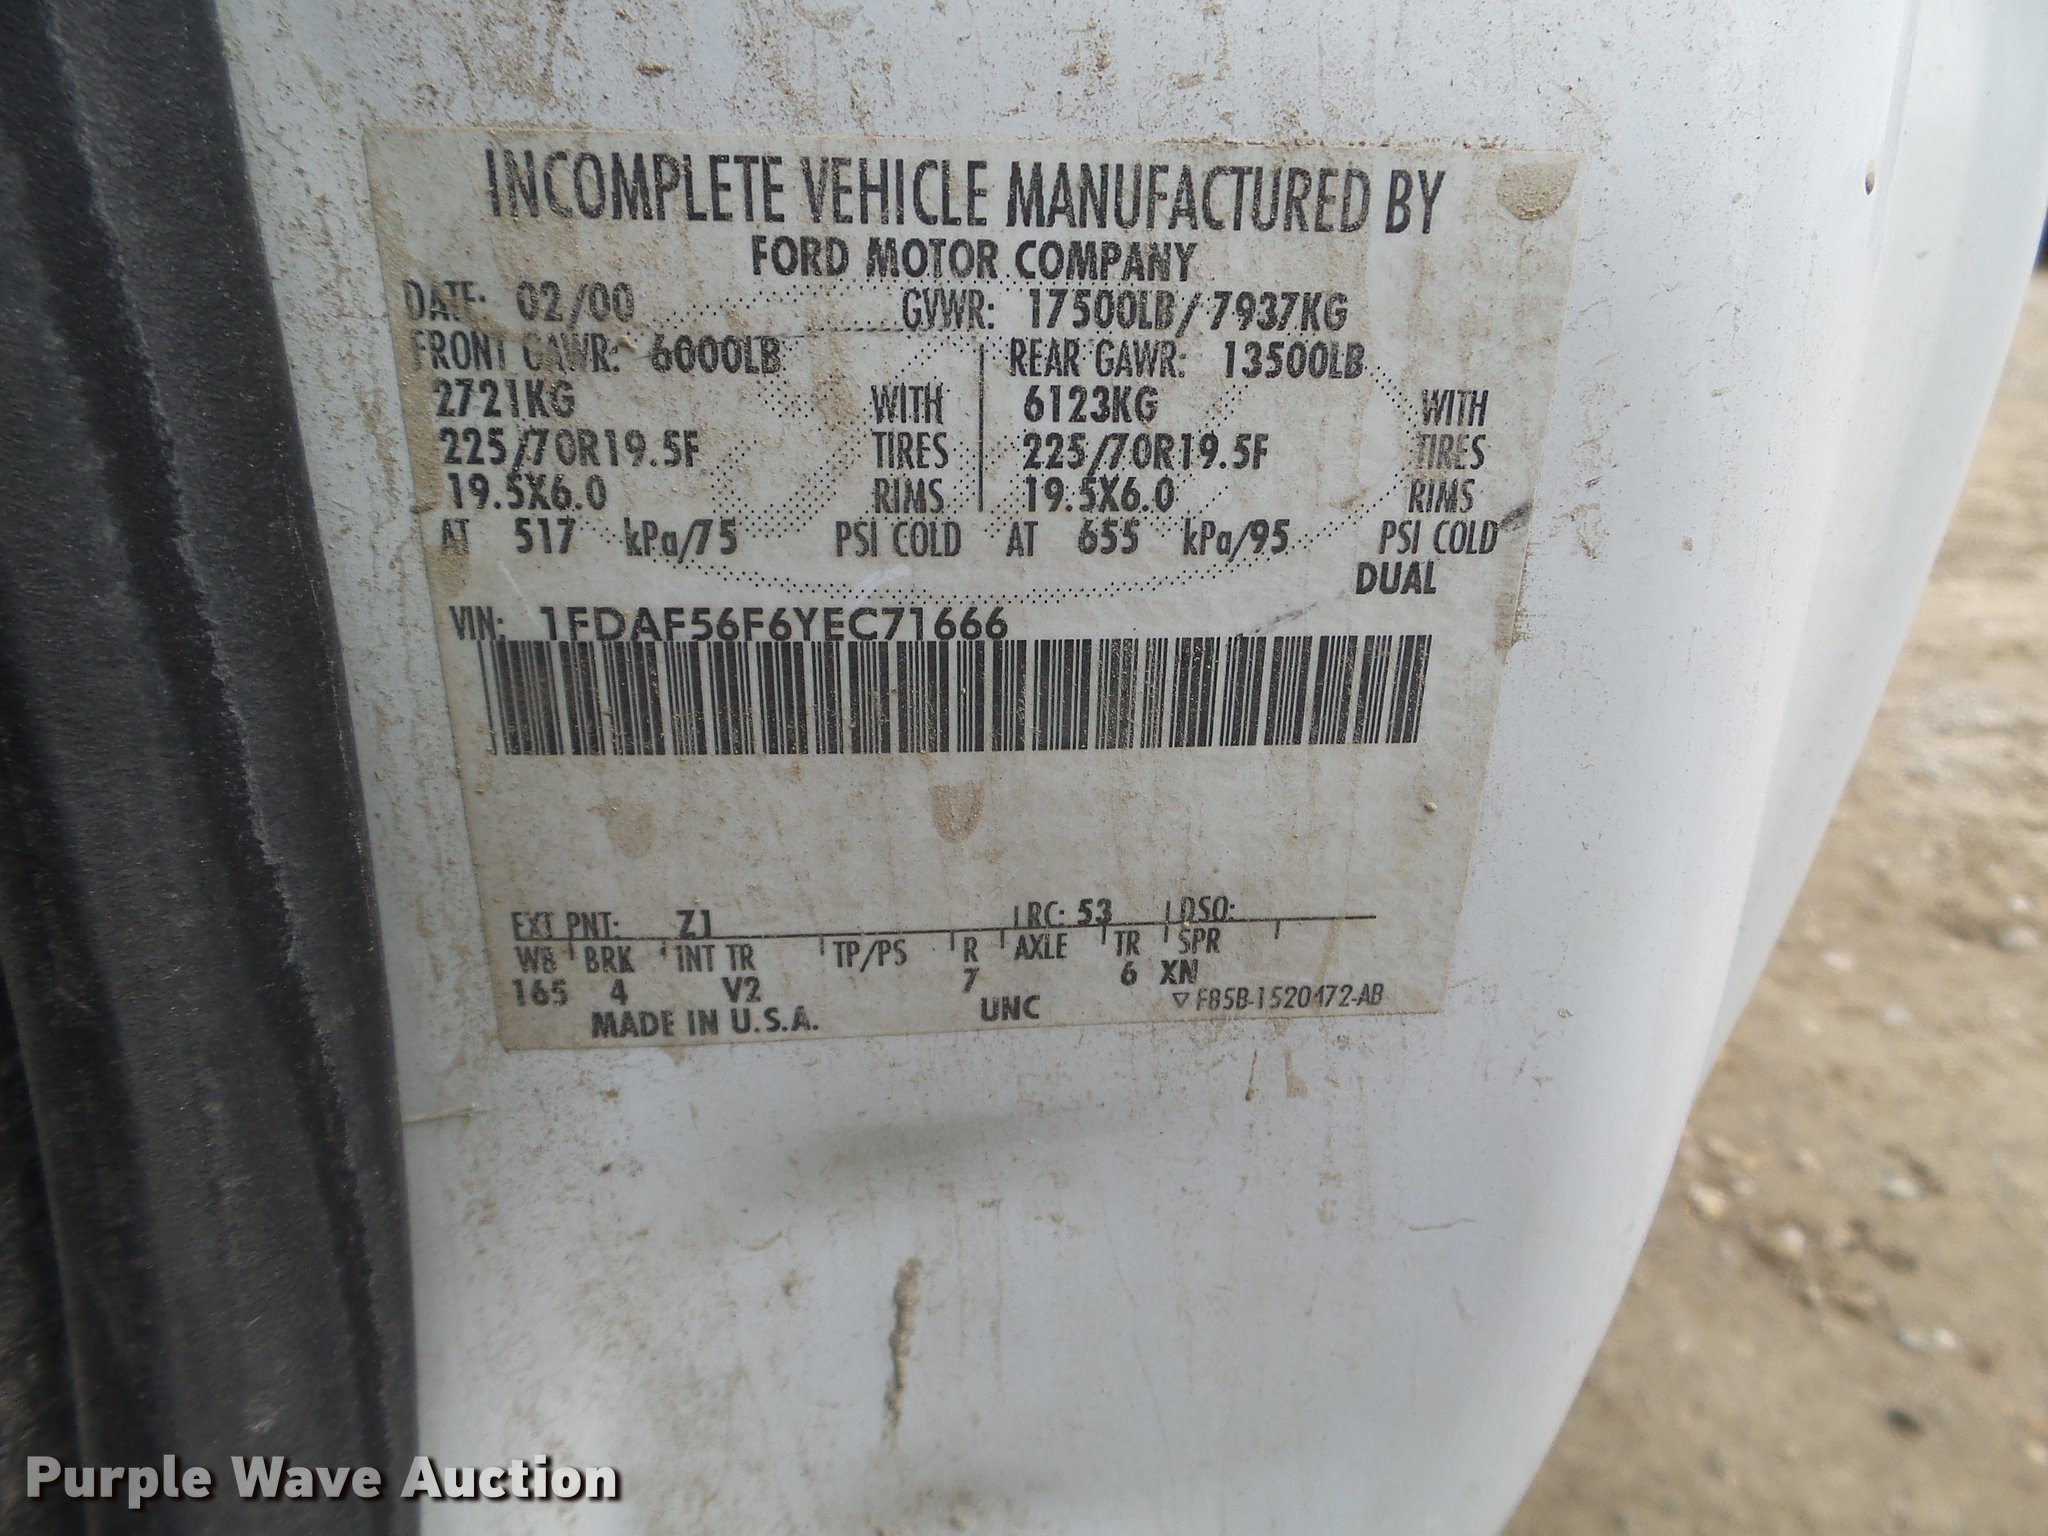 INCOMPLETE VEHICLE MANUFACTURED BY
FORD MOTOR COMPANY
DATE: 02/00 GVWR: 17500LB/7937KG
FRONT GAWR: 6000LB REAR GAWR: 13500LB
2721KG WITH 6123KG WITH
225/70R19.5F TIRES 225/70R19.5F TIRES
19.5X6.0 RIMS 19.5X6.0 RIMS
AT 517 kPa/75 PSI COLD AT 655 kPa/95 PSI COLD
DUAL
VIN: 1FDAF56F6YEC71666
EXT PNT: Z1 RC: 53 DSO:
WB BRK INT TR TP/PS R AXLE TR SPR
165 4 V2 7 6 XN
MADE IN U.S.A. UNC F85B-1520472-AB
Purple Wave Auction